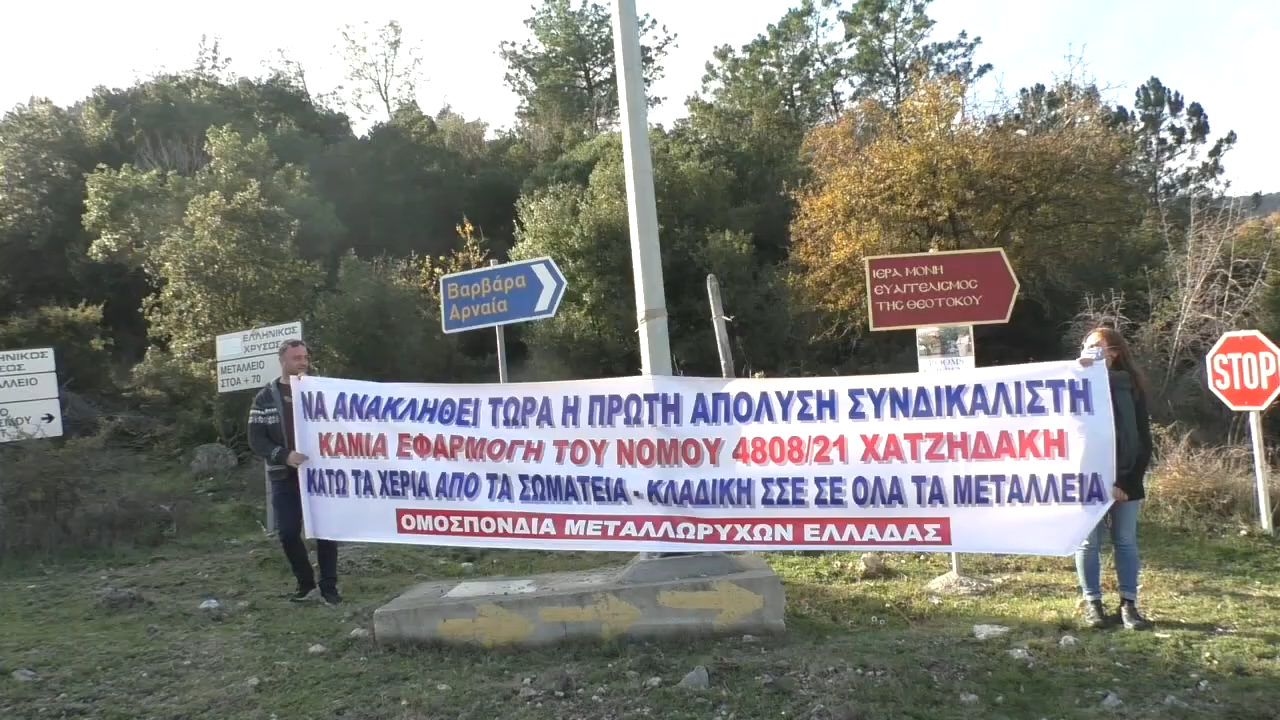 ΝΑ ΑΝΑΚΛΗΘΕΙ ΤΩΡΑ Η ΠΡΩΤΗ ΑΠΟΛΥΣΗ ΣΥΝΔΙΚΑΛΙΣΤΗ
ΚΑΜΙΑ ΕΦΑΡΜΟΓΗ ΤΟΥ ΝΟΜΟΥ 4808/21 ΧΑΤΖΗΔΑΚΗ
ΚΑΤΩ ΤΑ ΧΕΡΙΑ ΑΠΟ ΤΑ ΣΩΜΑΤΕΙΑ - ΚΛΑΔΙΚΗ ΣΣΕ ΣΕ ΟΛΑ ΤΑ ΜΕΤΑΛΛΕΙΑ
ΟΜΟΣΠΟΝΔΙΑ ΜΕΤΑΛΛΩΡΥΧΩΝ ΕΛΛΑΔΑΣ
Βαρβάρα
Αρναία
ΙΕΡΑ ΜΟΝΗ
ΕΥΑΓΓΕΛΙΣΜΟΣ
ΤΗΣ ΘΕΟΤΟΚΟΥ
ROOMS
STOP
ΕΛΛΗΝΙΚΟΣ
ΧΡΥΣΟΣ
ΜΕΤΑΛΛΕΙΟ
ΣΤΟΑ + 70